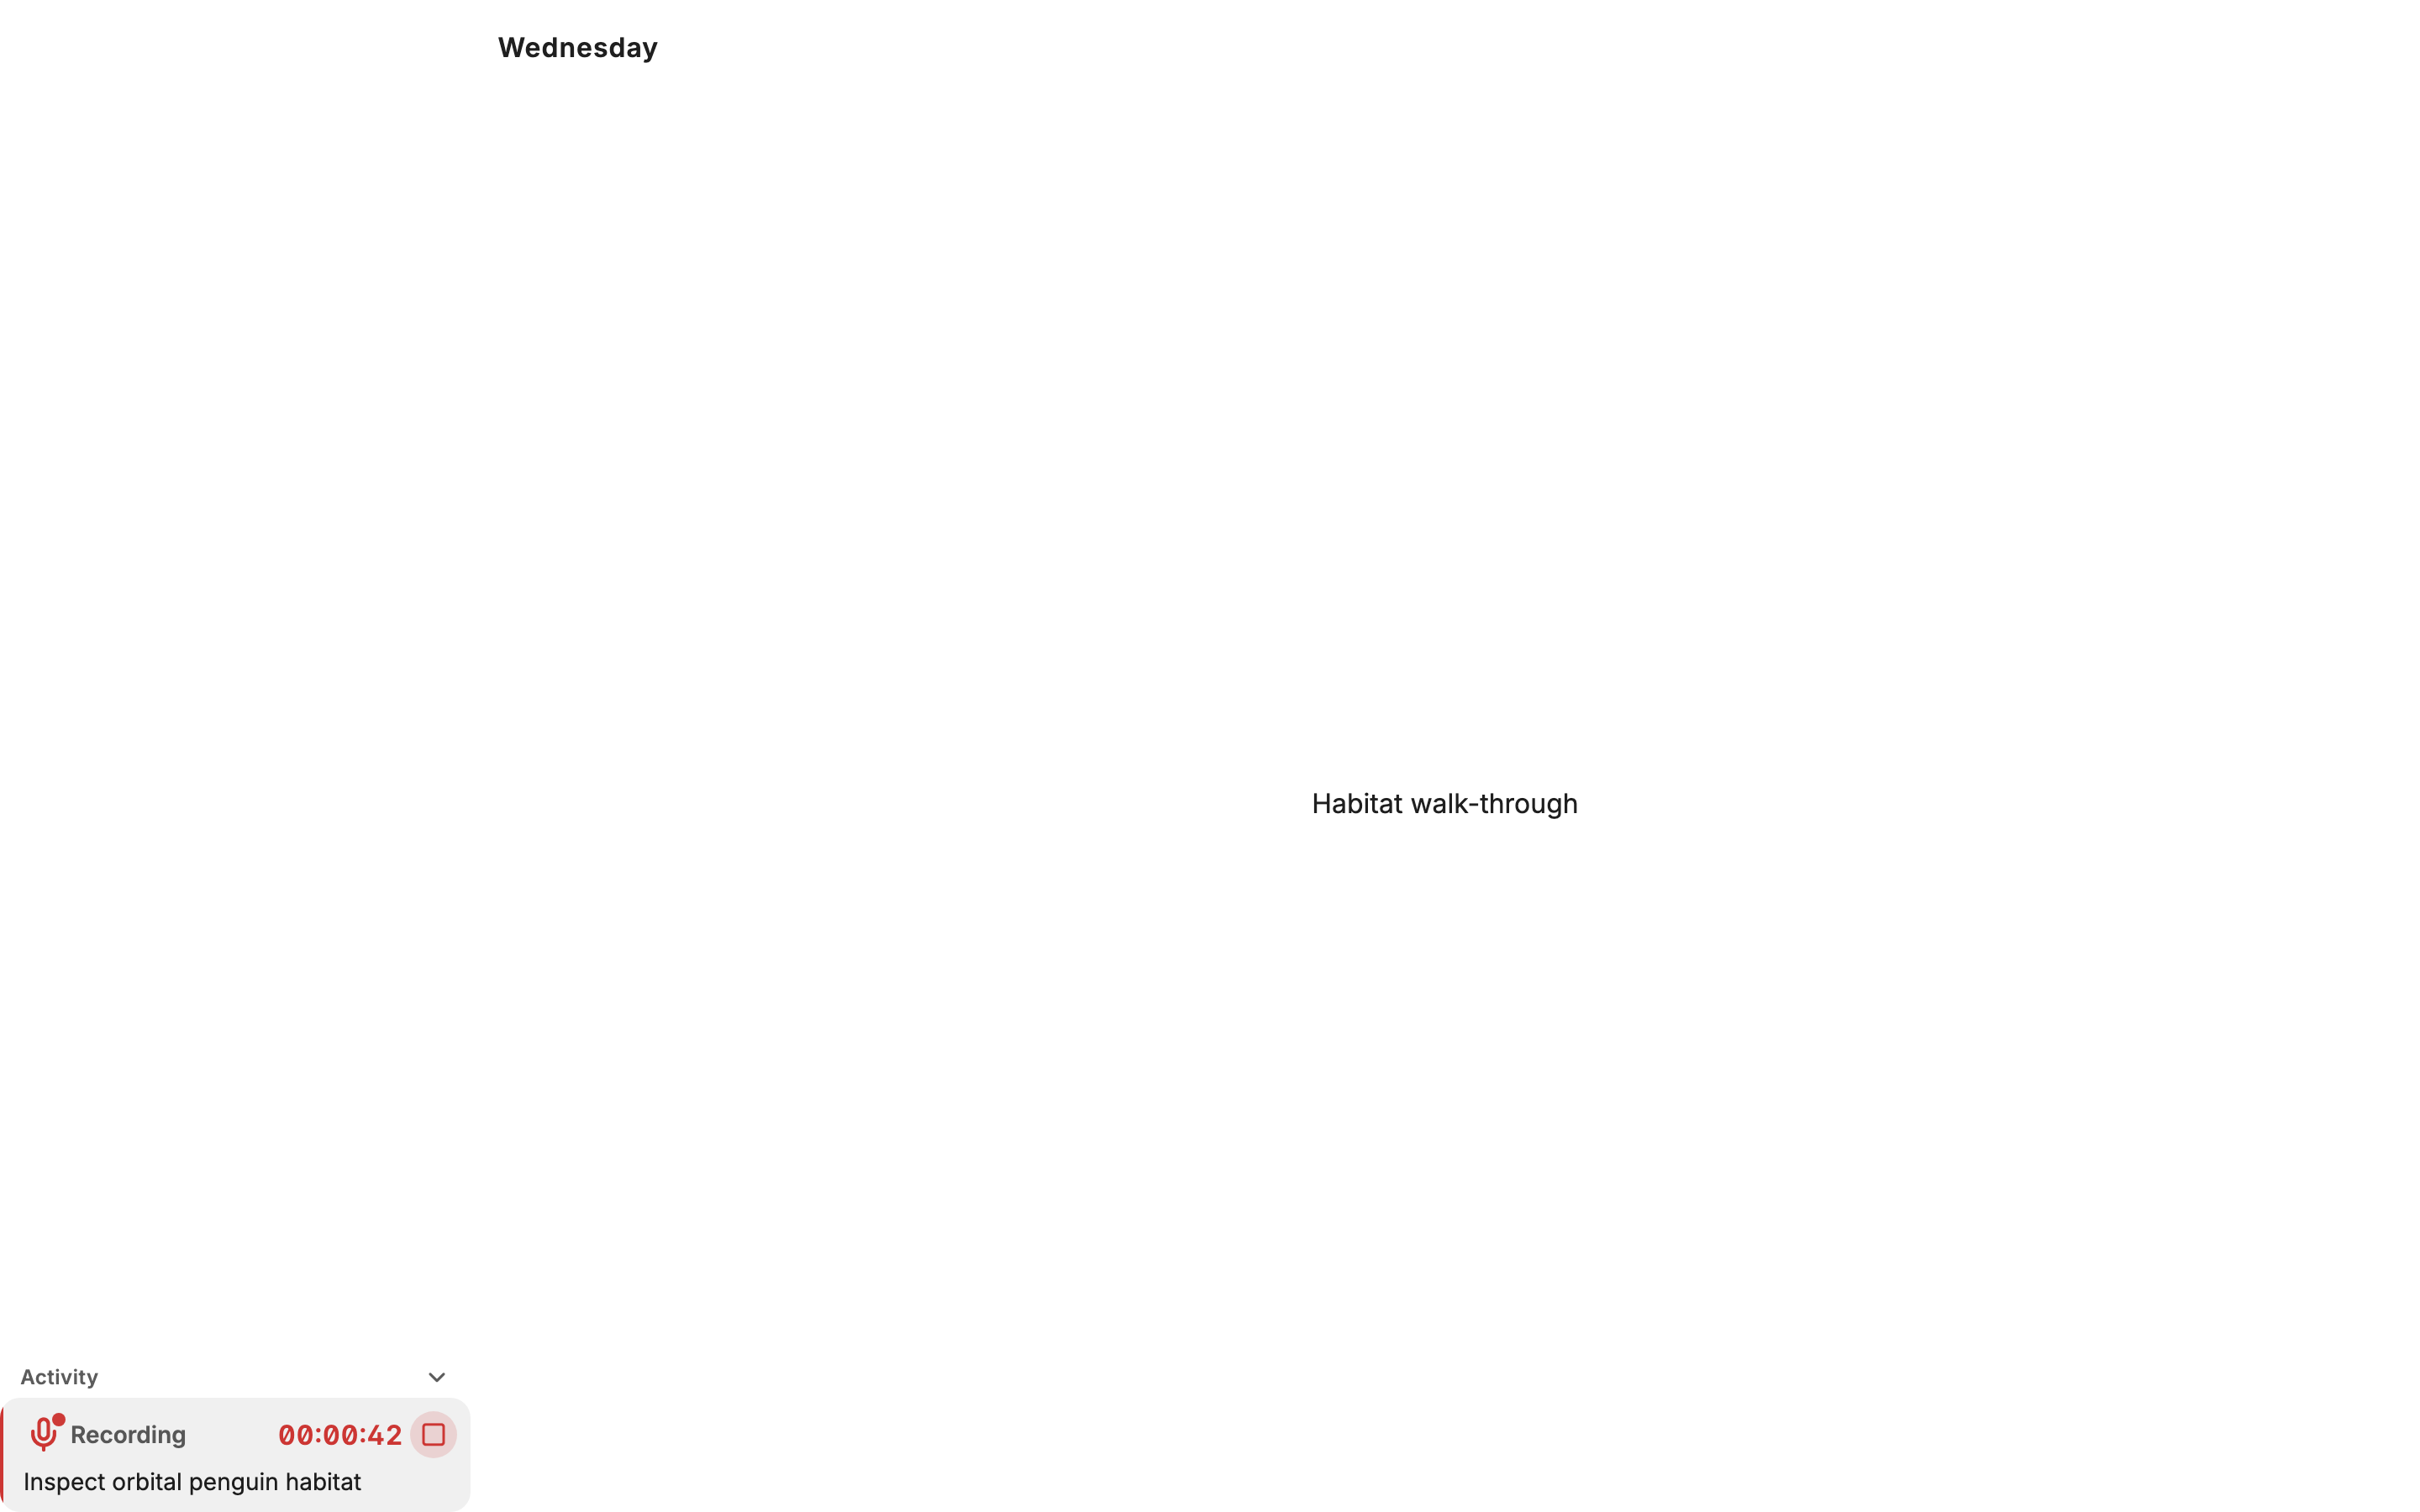 Wednesday
Habitat walk-through
Activity
Recording 00:00:42
Inspect orbital penguin habitat